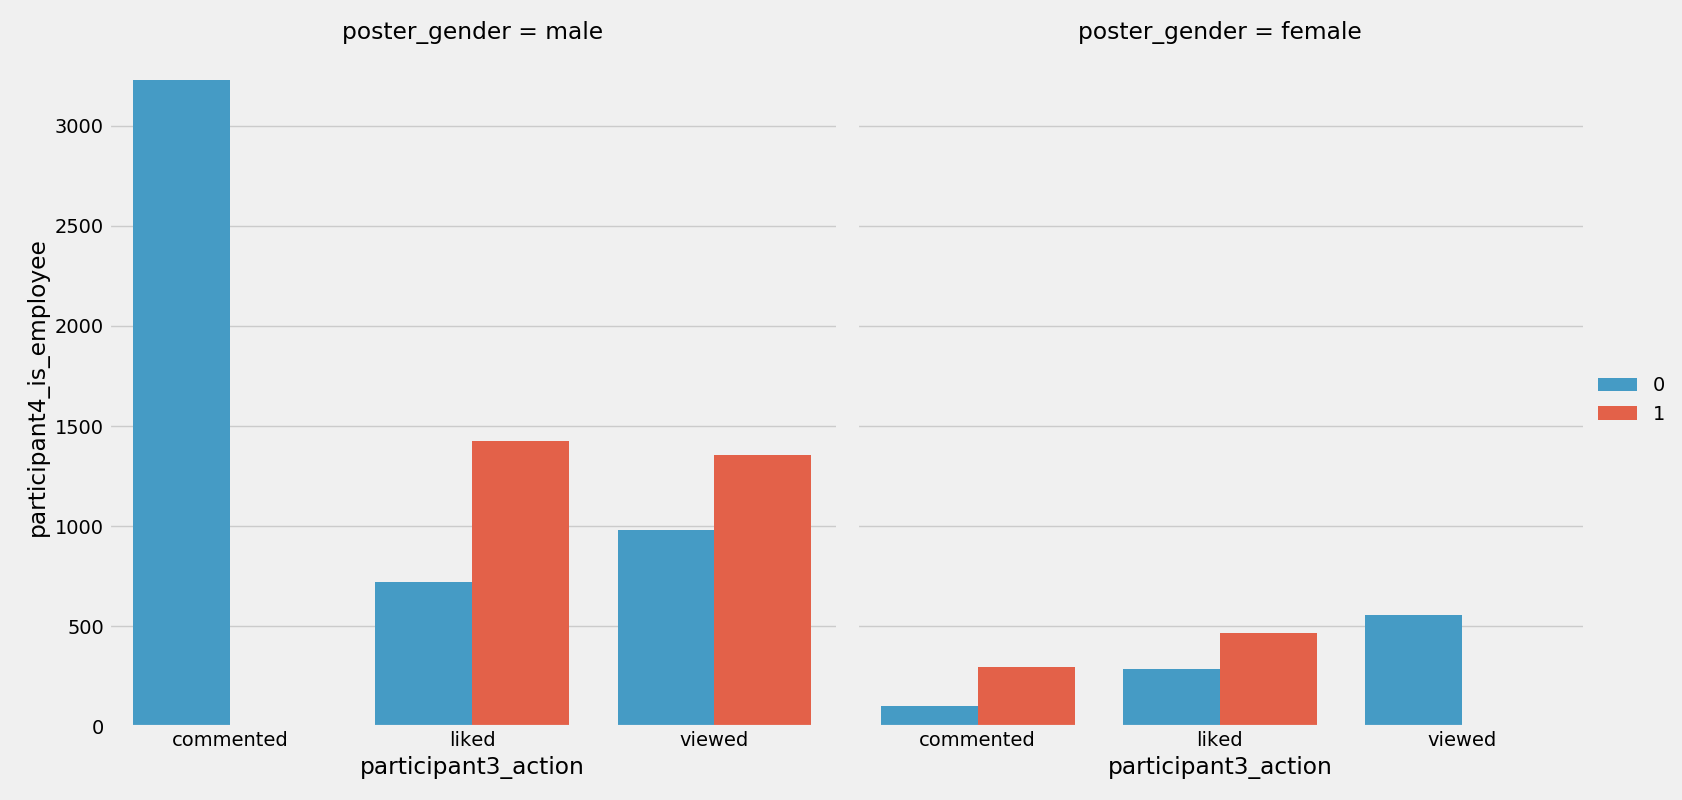 poster_gender = male
poster_gender = female
participant4_is_employee
3000
2500
2000
1500
1000
500
0
commented
liked
viewed
participant3_action
commented
liked
viewed
participant3_action
0
1